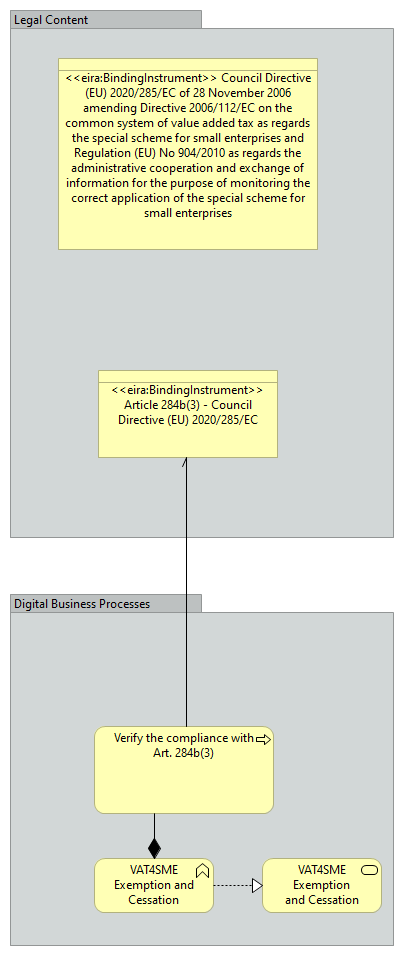 Legal Content
<<eira:BindingInstrument>> Council Directive
(EU) 2020/285/EC of 28 November 2006
amending Directive 2006/112/EC on the
common system of value added tax as regards
the special scheme for small enterprises and
Regulation (EU) No 904/2010 as regards the
administrative cooperation and exchange of
information for the purpose of monitoring the
correct application of the special scheme for
small enterprises
<<eira:BindingInstrument>>
Article 284b(3) - Council
Directive (EU) 2020/285/EC
Digital Business Processes
Verify the compliance with
Art. 284b(3)
VAT4SME
Exemption and
Cessation
VAT4SME
Exemption
and Cessation